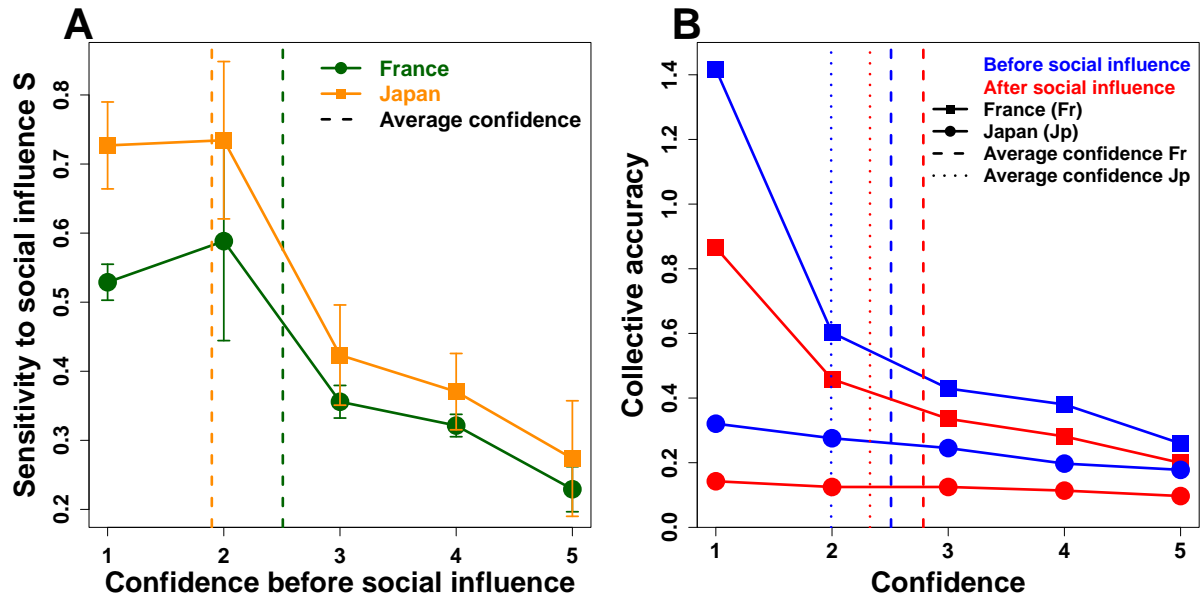 A
Sensitivity to social influence S
0.8
0.7
0.6
0.5
0.4
0.3
0.2
France
Japan
Average confidence
1 2 3 4 5
Confidence before social influence
B
Collective accuracy
1.4
1.2
1.0
0.8
0.6
0.4
0.2
0.0
Before social influence
After social influence
France (Fr)
Japan (Jp)
Average confidence Fr
Average confidence Jp
1 2 3 4 5
Confidence